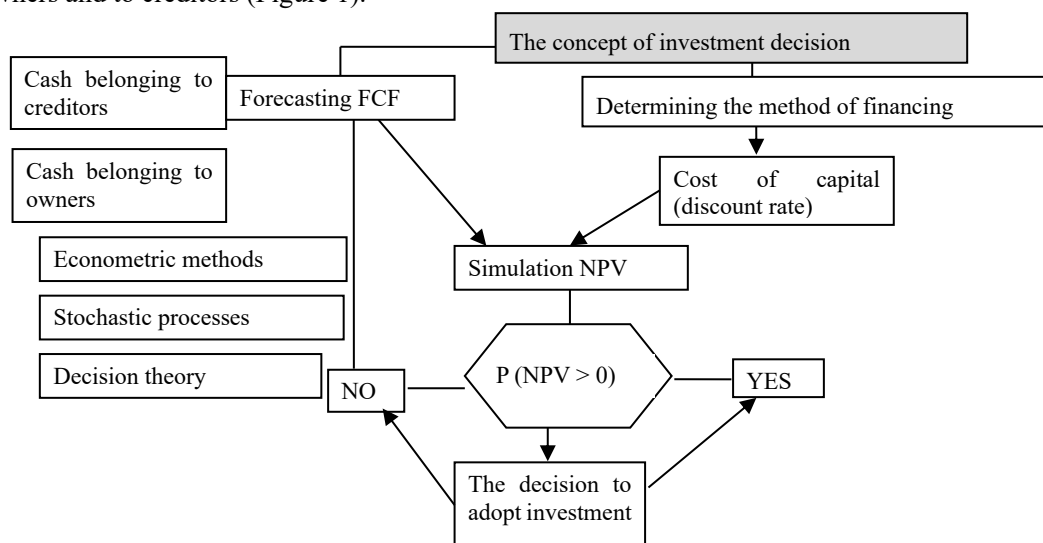 owners and to creditors (Figure 1).
The concept of investment decision
Cash belonging to
creditors
Forecasting FCF
Determining the method of financing
Cash belonging to
owners
Cost of capital
(discount rate)
Econometric methods
Simulation NPV
Stochastic processes
Decision theory
NO
P (NPV > 0)
YES
The decision to
adopt investment